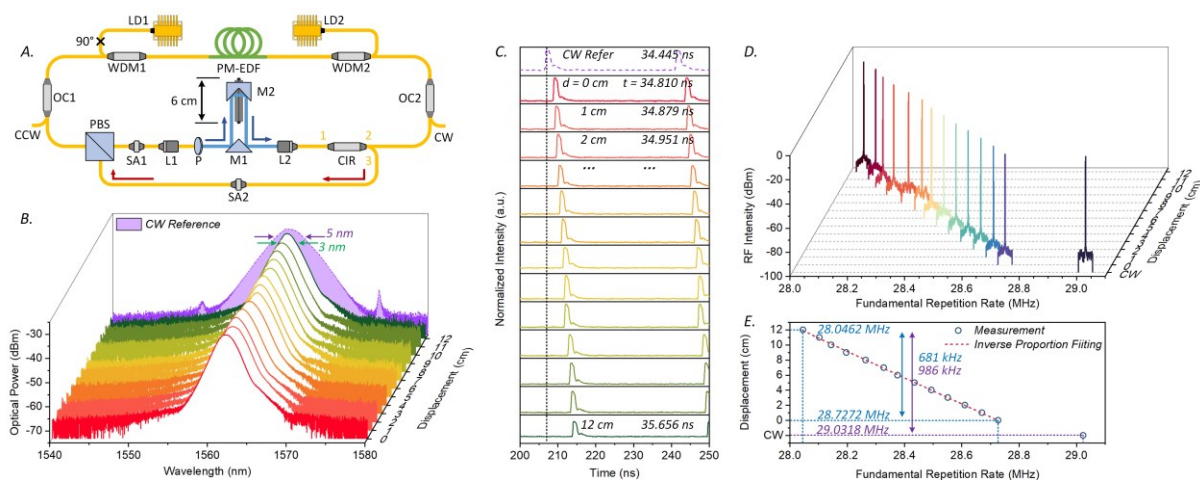 A.
LD1
LD2
90°
WDM1
PM-EDF
WDM2
OC1
6 cm
M2
OC2
CCW
PBS
CW
SA1
L1
P
M1
L2
1
2
CIR
3
SA2
B.
CW Reference
5 nm
3 nm
Optical Power (dBm)
-30
-40
-50
-60
-70
1540
1550
1560
1570
1580
Wavelength (nm)
Displacement (cm)
C.
CW Refer 34.445 ns
d = 0 cm t = 34.810 ns
1 cm 34.879 ns
2 cm 34.951 ns
... ...
12 cm 35.656 ns
Normalized Intensity (a.u.)
200 210 220 230 240 250
Time (ns)
D.
RF Intensity (dBm)
0
-20
-40
-60
-80
-100
28.0 28.2 28.4 28.6 28.8 29.0
Fundamental Repetition Rate (MHz)
CW
Displacement (cm)
E.
Displacement (cm)
12
10
8
6
4
2
0
CW
28.0462 MHz
Measurement
Inverse Proportion Fiiting
681 kHz
986 kHz
28.7272 MHz
29.0318 MHz
28.0 28.2 28.4 28.6 28.8 29.0
Fundamental Repetition Rate (MHz)